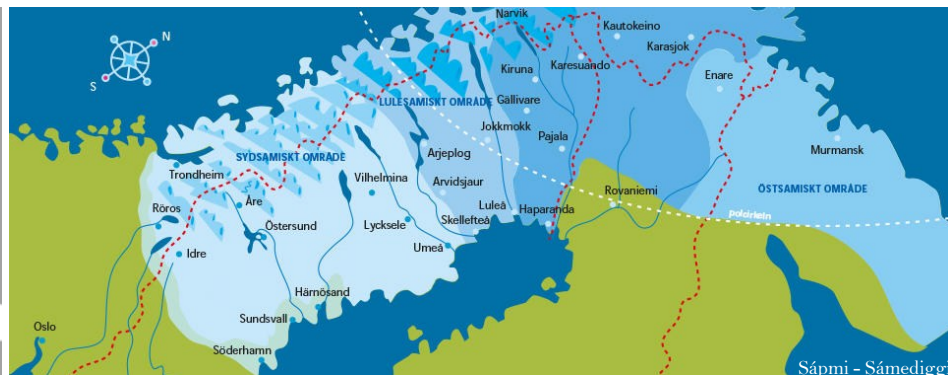 Narvik
Kautokeino
N
Karasjok
Kiruna
Karesuando
Enare
S
LULESAMISKT OMRÅDE
Gällivare
Jokkmokk
Pajala
Murmansk
SYDSAMISKT OMRÅDE
Arjeplog
Trondheim
Vilhelmina
Arvidsjaur
Rovaniemi
ÖSTSAMISKT OMRÅDE
Åre
Röros
Luleå
Haparanda
polcirkeln
Östersund
Lycksele
Skellefteå
Idre
Umeå
Härnösand
Sundsvall
Oslo
Söderhamn
Sápmi - Sámediggi